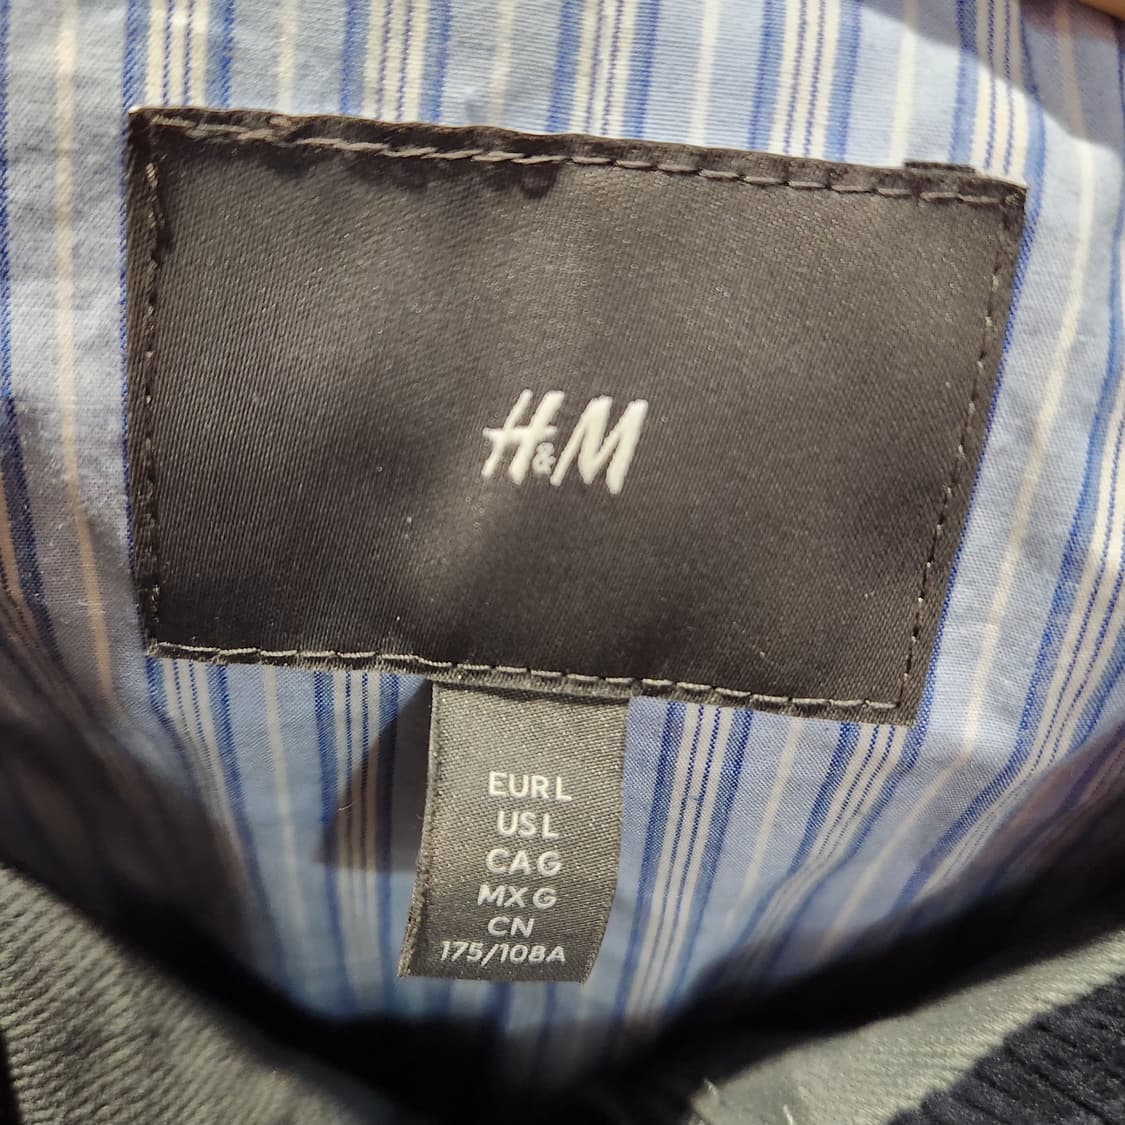 H&M
EUR L
US L
CA G
MX G
CN
175/108A